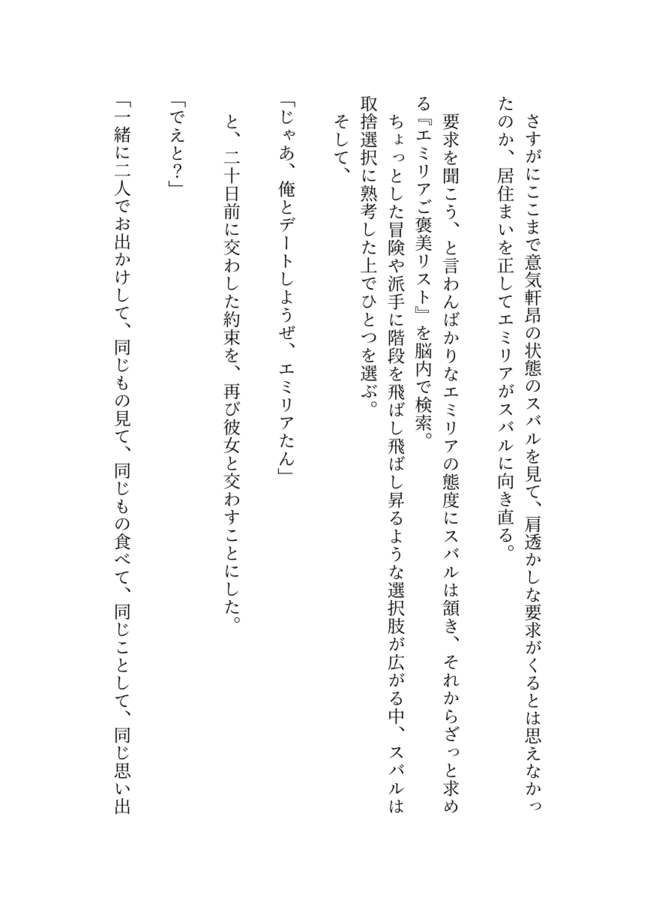 さすがにここまで意気軒昂の状態のスバルを見て、肩透かしな要求がくるとは思えなかっ
たのか、居住まいを正してエミリアがスバルに向き直る。
要求を聞こう、と言わんばかりなエミリアの態度にスバルは頷き、それからざっと求め
る『エミリアご褒美リスト』を脳内で検索。
ちょっとした冒険や派手に階段を飛ばし飛ばし昇るような選択肢が広がる中、スバルは
取捨選択に熟考した上でひとつを選ぶ。
そして、
「じゃあ、俺とデートしようぜ、エミリアたん」
と、二十日前に交わした約束を、再び彼女と交わすことにした。
「でえと?」
「一緒に二人でお出かけして、同じもの見て、同じもの食べて、同じことして、同じ思い出